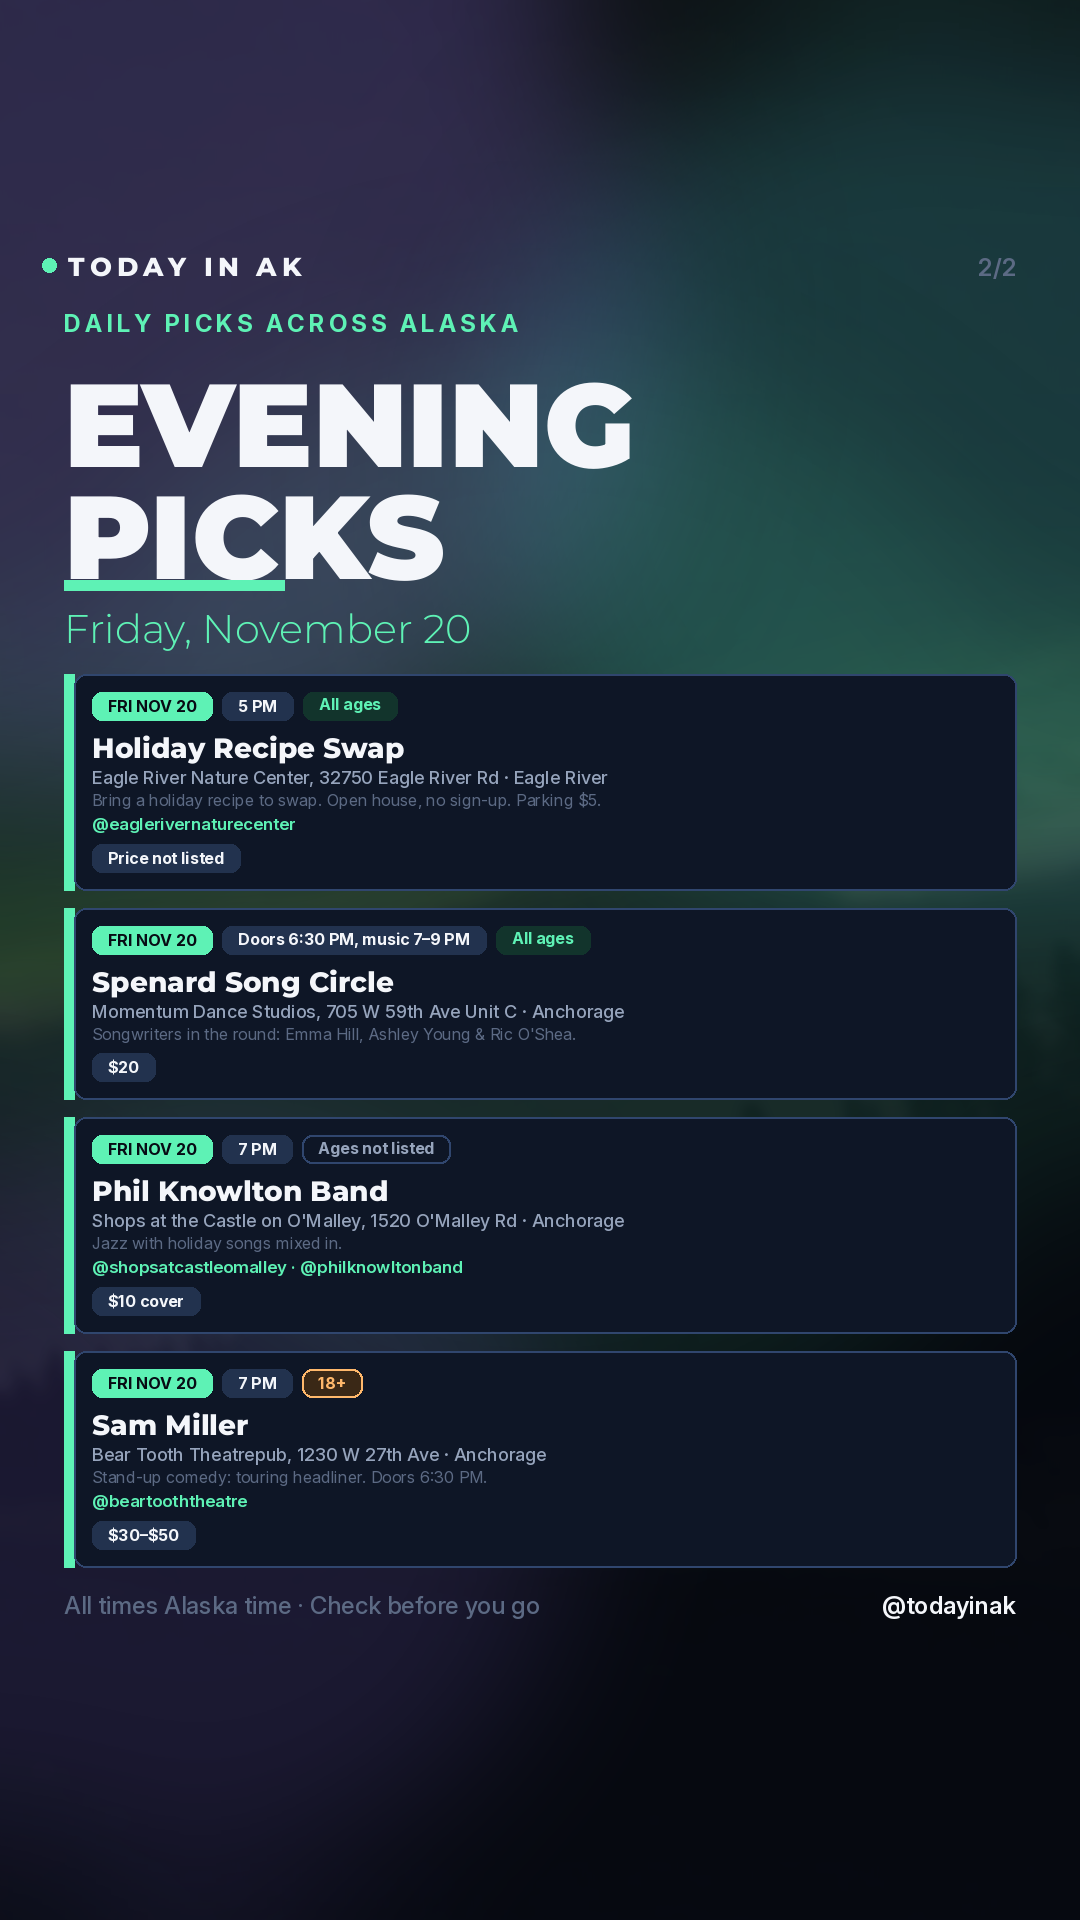 TODAY IN AK
2/2
DAILY PICKS ACROSS ALASKA
EVENING
PICKS
Friday, November 20
FRI NOV 20 5 PM All ages
Holiday Recipe Swap
Eagle River Nature Center, 32750 Eagle River Rd · Eagle River
Bring a holiday recipe to swap. Open house, no sign-up. Parking $5.
@eaglerivernaturecenter
Price not listed
FRI NOV 20 Doors 6:30 PM, music 7–9 PM All ages
Spenard Song Circle
Momentum Dance Studios, 705 W 59th Ave Unit C · Anchorage
Songwriters in the round: Emma Hill, Ashley Young & Ric O'Shea.
$20
FRI NOV 20 7 PM Ages not listed
Phil Knowlton Band
Shops at the Castle on O'Malley, 1520 O'Malley Rd · Anchorage
Jazz with holiday songs mixed in.
@shopsatcastleomalley · @philknowltonband
$10 cover
FRI NOV 20 7 PM 18+
Sam Miller
Bear Tooth Theatrepub, 1230 W 27th Ave · Anchorage
Stand-up comedy: touring headliner. Doors 6:30 PM.
@beartooththeatre
$30–$50
All times Alaska time · Check before you go
@todayinak